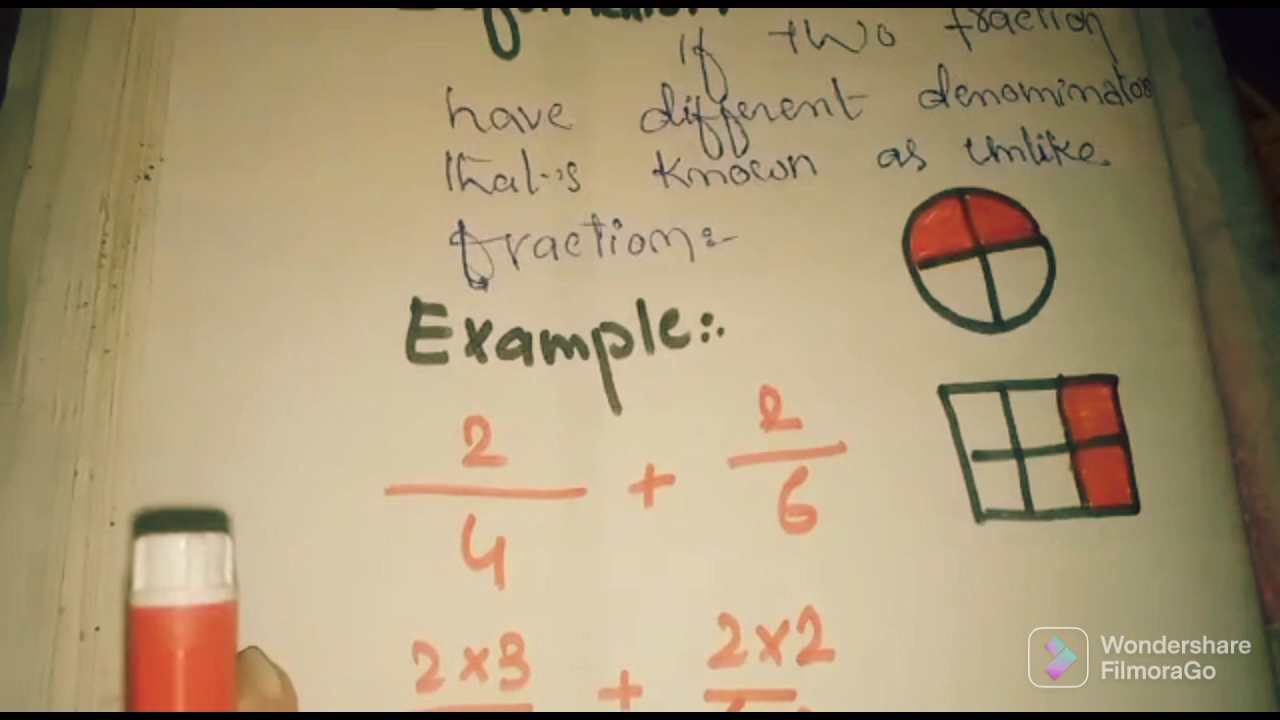 Definition
If two fraction
have different denominator
that's known as unlike
fraction:-
Example:-
2/4 + 2/6
2×3 + 2×2
Wondershare
FilmoraGo